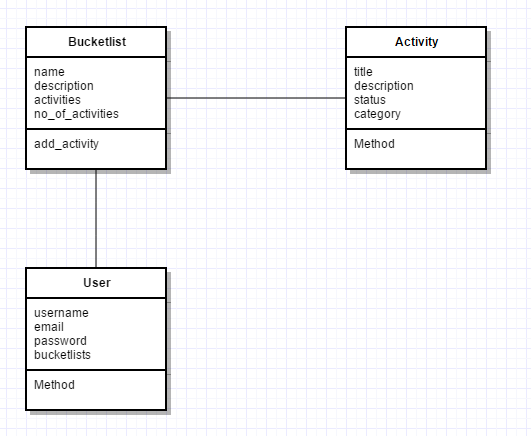 Bucketlist
name
description
activities
no_of_activities
add_activity
Activity
title
description
status
category
Method
User
username
email
password
bucketlists
Method